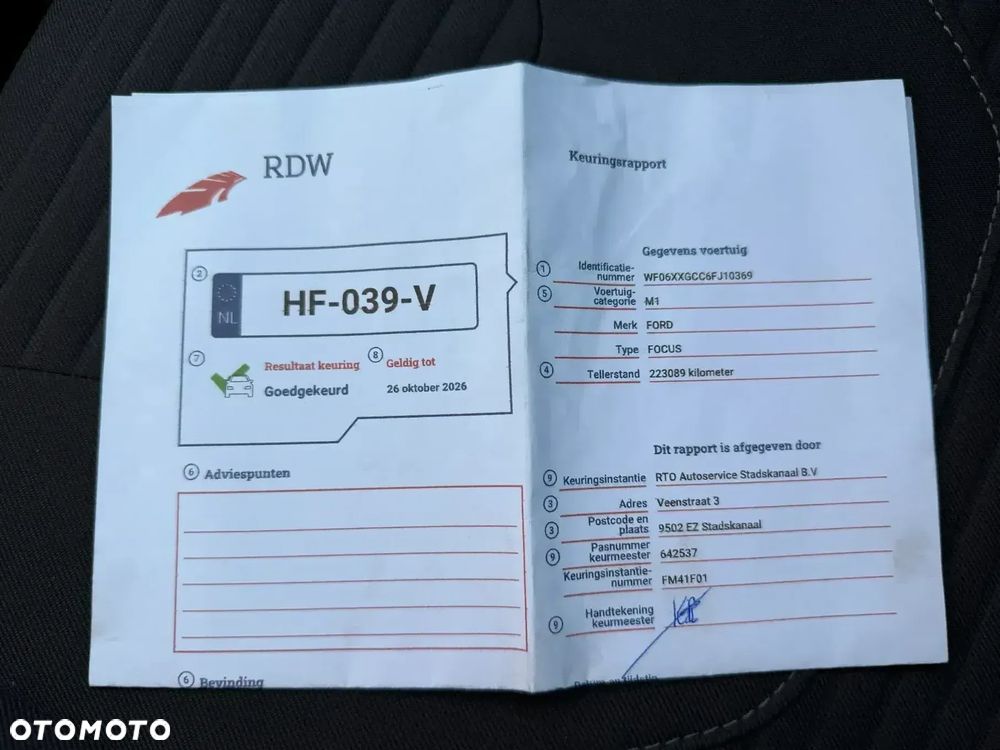 RDW
2
NL
HF-039-V
7
Resultaat keuring
Goedgekeurd
8
Geldig tot
26 oktober 2026
6 Adviespunten
6 Bevinding
Keuringsrapport
Gegevens voertuig
1 Identificatie-
nummer WF06XXGCC6FJ10369
5 Voertuig-
categorie M1
Merk FORD
Type FOCUS
4 Tellerstand 223089 kilometer
Dit rapport is afgegeven door
9 Keuringsinstantie RTO Autoservice Stadskanaal B.V
3 Adres Veenstraat 3
3 Postcode en
plaats 9502 EZ Stadskanaal
9 Pasnummer
keurmeester 642537
Keuringsinstantie-
nummer FM41F01
9 Handtekening
keurmeester
OTOMOTO